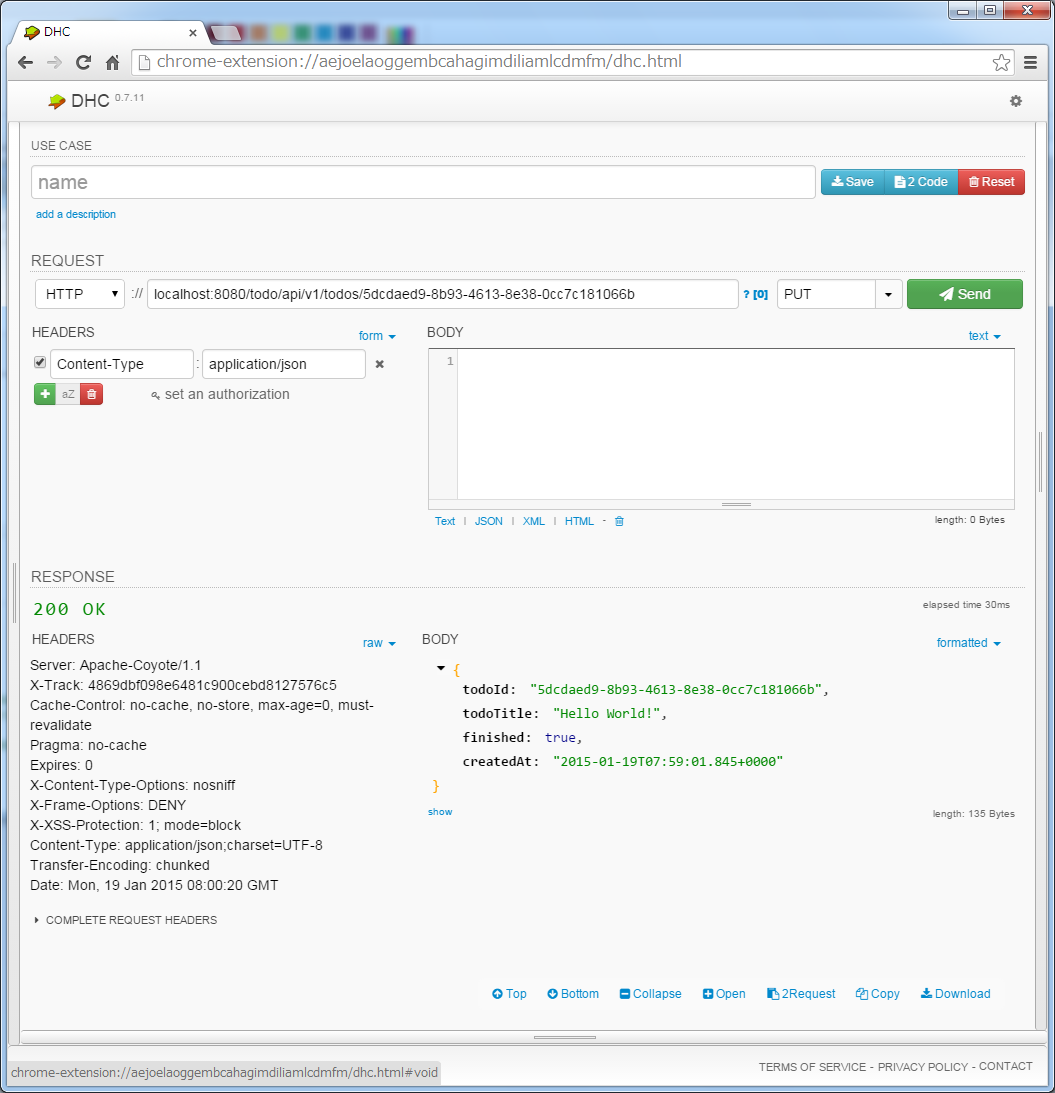 DHC
chrome-extension://aejoelaoggembcahagimdiliamlcdmfm/dhc.html
DHC 0.7.11
USE CASE
name
Save 2 Code Reset
add a description
REQUEST
HTTP :// localhost:8080/todo/api/v1/todos/5dcdaed9-8b93-4613-8e38-0cc7c181066b ? [0] PUT Send
HEADERS form BODY text
Content-Type : application/json
1
aZ set an authorization
Text | JSON | XML | HTML - length: 0 Bytes
RESPONSE
200 OK elapsed time 30ms
HEADERS raw BODY formatted
Server: Apache-Coyote/1.1
X-Track: 4869dbf098e6481c900cebd8127576c5
Cache-Control: no-cache, no-store, max-age=0, must-
revalidate
Pragma: no-cache
Expires: 0
X-Content-Type-Options: nosniff
X-Frame-Options: DENY
X-XSS-Protection: 1; mode=block
Content-Type: application/json;charset=UTF-8
Transfer-Encoding: chunked
Date: Mon, 19 Jan 2015 08:00:20 GMT
{
todoId: "5dcdaed9-8b93-4613-8e38-0cc7c181066b",
todoTitle: "Hello World!",
finished: true,
createdAt: "2015-01-19T07:59:01.845+0000"
}
show length: 135 Bytes
COMPLETE REQUEST HEADERS
Top Bottom Collapse Open 2Request Copy Download
chrome-extension://aejoelaoggembcahagimdiliamlcdmfm/dhc.html#void
TERMS OF SERVICE - PRIVACY POLICY - CONTACT